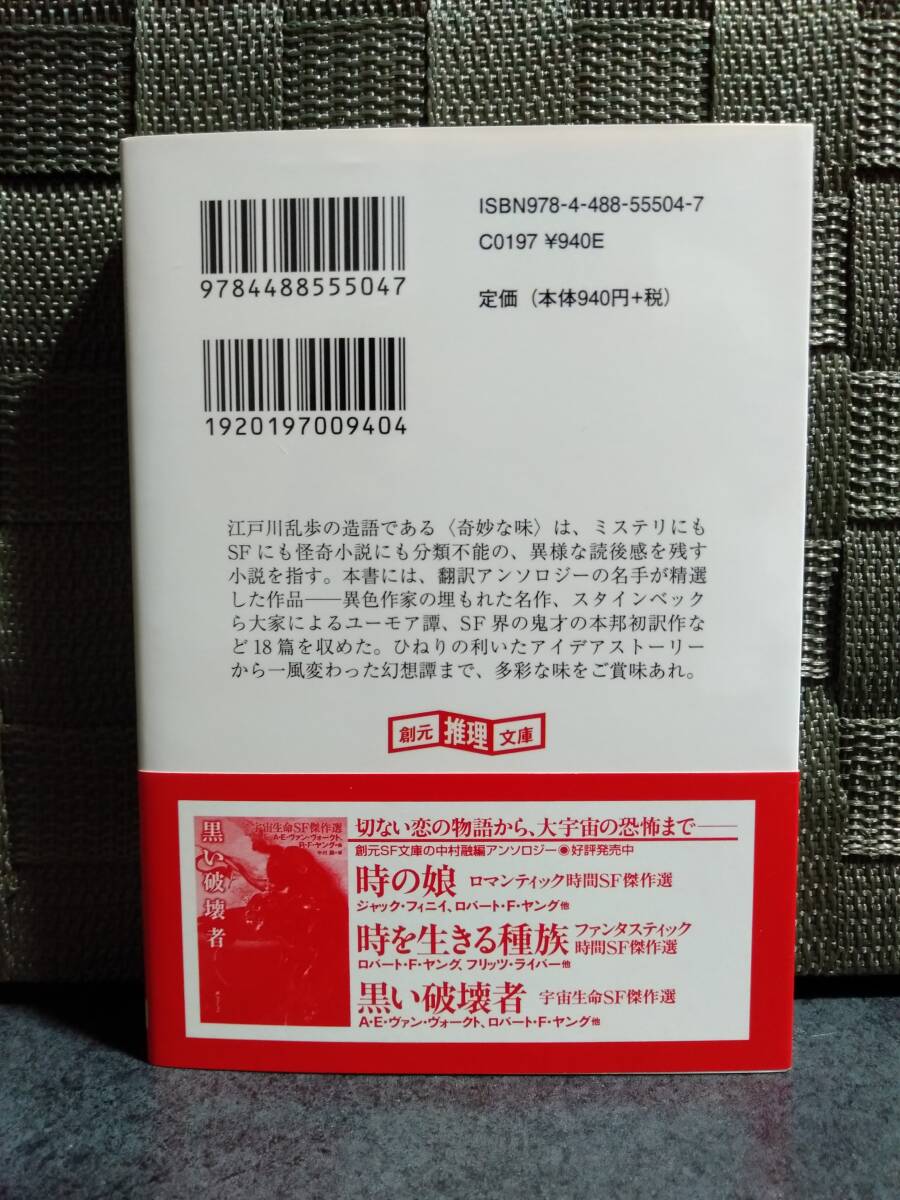 ISBN978-4-488-55504-7
C0197 ¥940E
定価（本体940円+税）
9784488555047
1920197009404
江戸川乱歩の造語である〈奇妙な味〉は、ミステリにも
SFにも怪奇小説にも分類不能の、異様な読後感を残す
小説を指す。本書には、翻訳アンソロジーの名手が精選
した作品――異色作家の埋もれた名作、スタインベック
ら大家によるユーモア譚、SF界の鬼才の本邦初訳作な
ど18篇を収めた。ひねりの利いたアイデアストーリー
から一風変わった幻想譚まで、多彩な味をご賞味あれ。
創元推理文庫
宇宙生命SF傑作選
A・E・ヴァン・ヴォークト、
R・F・ヤング他
黒い破壊者
切ない恋の物語から、大宇宙の恐怖まで――
創元SF文庫の中村融編アンソロジー◉好評発売中
時の娘 ロマンティック時間SF傑作選
ジャック・フィニイ、ロバート・F・ヤング他
時を生きる種族 ファンタスティック時間SF傑作選
ロバート・F・ヤング、フリッツ・ライバー他
黒い破壊者 宇宙生命SF傑作選
A・E・ヴァン・ヴォークト、ロバート・F・ヤング他